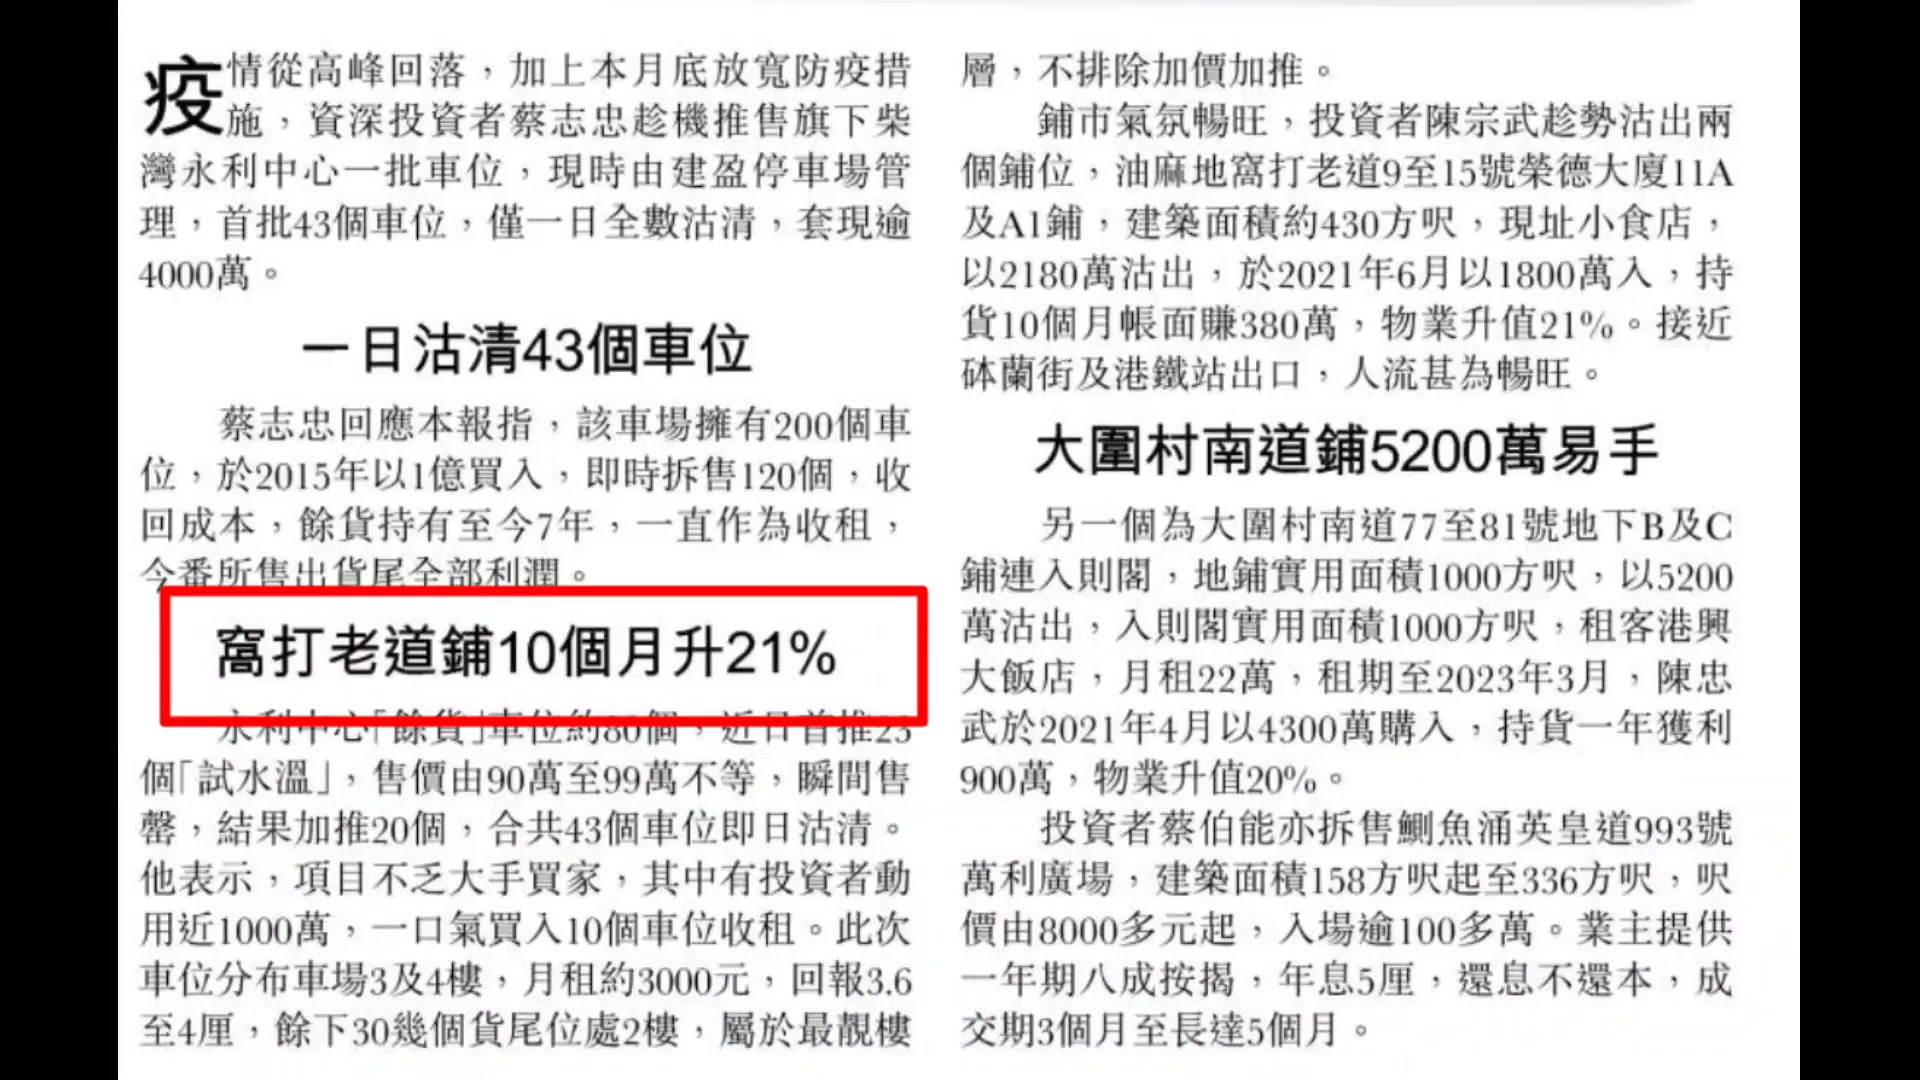 疫情從高峰回落，加上本月底放寬防疫措
施，資深投資者蔡志忠趁機推售旗下柴
灣永利中心一批車位，現時由建盈停車場管
理，首批43個車位，僅一日全數沽清，套現逾
4000萬。
一日沽清43個車位
蔡志忠回應本報指，該車場擁有200個車
位，於2015年以1億買入，即時拆售120個，收
回成本，餘貨持有至今7年，一直作為收租，
今番所售出貨尾全部利潤。
窩打老道鋪10個月升21%
永利中心「餘貨」車位約80個，近日首推23
個「試水溫」，售價由90萬至99萬不等，瞬間售
罄，結果加推20個，合共43個車位即日沽清。
他表示，項目不乏大手買家，其中有投資者動
用近1000萬，一口氣買入10個車位收租。此次
車位分布車場3及4樓，月租約3000元，回報3.6
至4厘，餘下30幾個貨尾位處2樓，屬於最靚樓
層，不排除加價加推。
鋪市氣氛暢旺，投資者陳宗武趁勢沽出兩
個鋪位，油麻地窩打老道9至15號榮德大廈11A
及A1鋪，建築面積約430方呎，現址小食店，
以2180萬沽出，於2021年6月以1800萬入，持
貨10個月帳面賺380萬，物業升值21%。接近
砵蘭街及港鐵站出口，人流甚為暢旺。
大圍村南道鋪5200萬易手
另一個為大圍村南道77至81號地下B及C
鋪連入則閣，地鋪實用面積1000方呎，以5200
萬沽出，入則閣實用面積1000方呎，租客港興
大飯店，月租22萬，租期至2023年3月，陳忠
武於2021年4月以4300萬購入，持貨一年獲利
900萬，物業升值20%。
投資者蔡伯能亦拆售鰂魚涌英皇道993號
萬利廣場，建築面積158方呎起至336方呎，呎
價由8000多元起，入場逾100多萬。業主提供
一年期八成按揭，年息5厘，還息不還本，成
交期3個月至長達5個月。